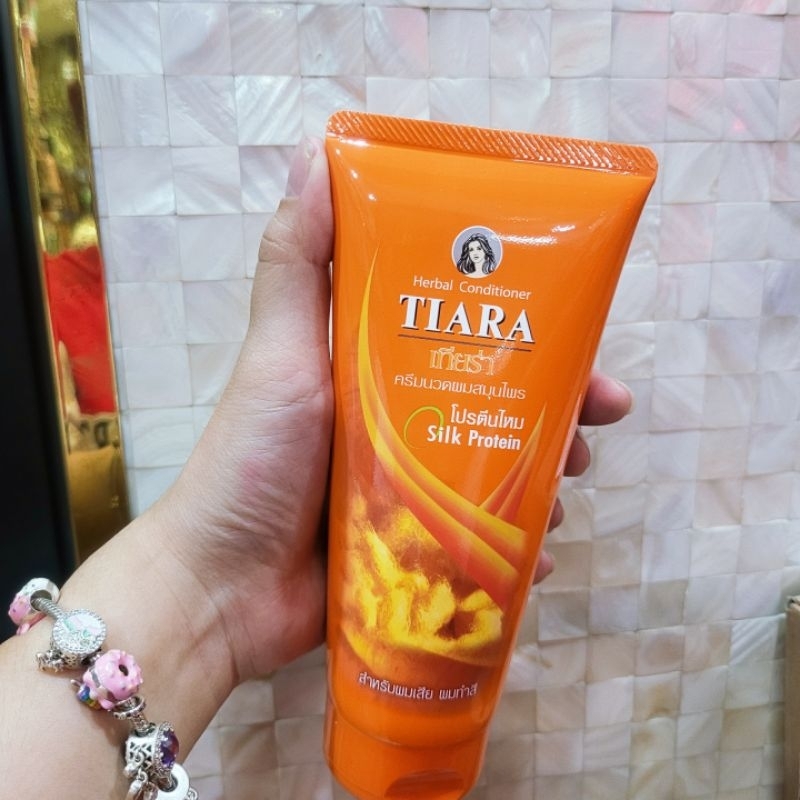 Herbal Conditioner
TIARA
เทียร่า
ครีมนวดผมสมุนไพร
โปรตีนไหม
Silk Protein
สำหรับผมเสีย ผมทำสี